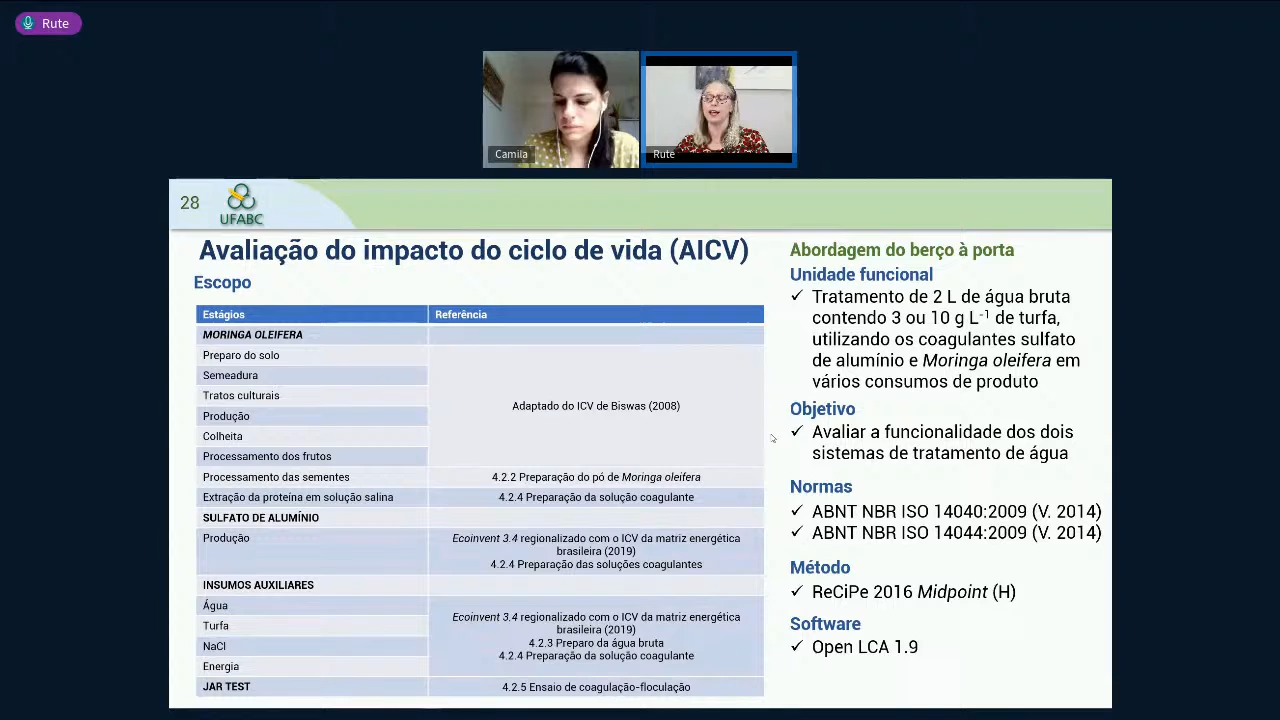 Rute
Camila
Rute
28
UFABC
Avaliação do impacto do ciclo de vida (AICV)
Escopo
Estágios Referência
MORINGA OLEIFERA
Preparo do solo
Semeadura
Tratos culturais
Produção
Colheita
Processamento dos frutos
Adaptado do ICV de Biswas (2008)
Processamento das sementes 4.2.2 Preparação do pó de Moringa oleifera
Extração da proteína em solução salina 4.2.4 Preparação da solução coagulante
SULFATO DE ALUMÍNIO
Produção
Ecoinvent 3.4 regionalizado com o ICV da matriz energética
brasileira (2019)
4.2.4 Preparação das soluções coagulantes
INSUMOS AUXILIARES
Água
Turfa
NaCl
Energia
Ecoinvent 3.4 regionalizado com o ICV da matriz energética
brasileira (2019)
4.2.3 Preparo da água bruta
4.2.4 Preparação da solução coagulante
JAR TEST 4.2.5 Ensaio de coagulação-floculação
Abordagem do berço à porta
Unidade funcional
✓ Tratamento de 2 L de água bruta
contendo 3 ou 10 g L⁻¹ de turfa,
utilizando os coagulantes sulfato
de alumínio e Moringa oleifera em
vários consumos de produto
Objetivo
✓ Avaliar a funcionalidade dos dois
sistemas de tratamento de água
Normas
✓ ABNT NBR ISO 14040:2009 (V. 2014)
✓ ABNT NBR ISO 14044:2009 (V. 2014)
Método
✓ ReCiPe 2016 Midpoint (H)
Software
✓ Open LCA 1.9